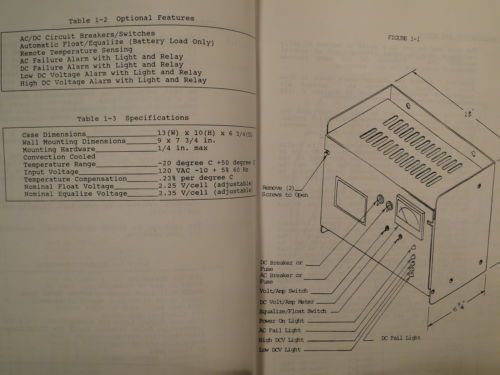 Table 1-2 Optional Features
AC/DC Circuit Breakers/Switches
Automatic Float/Equalize (Battery Load Only)
Remote Temperature Sensing
AC Failure Alarm with Light and Relay
DC Failure Alarm with Light and Relay
Low DC Voltage Alarm with Light and Relay
High DC Voltage Alarm with Light and Relay
Table 1-3 Specifications
Case Dimensions 13(W) x 10(H) x 6 3/4(D)
Wall Mounting Dimensions 9 x 7 3/4 in.
Mounting Hardware 1/4 in. max
Convection Cooled
Temperature Range -20 degree C +50 degree
Input Voltage 120 VAC -10 + 5% 60 Hz
Temperature Compensation .23% per degree C
Nominal Float Voltage 2.25 V/cell (adjustable)
Nominal Equalize Voltage 2.35 V/cell (adjustable)
FIGURE 1-1
13"
Remove (2)
Screws to Open
DC Breaker or
Fuse
AC Breaker or
Fuse
Volt/Amp Switch
DC Volt/Amp Meter
Equalize/Float Switch
Power On Light
AC Fail Light
High DCV Light
Low DCV Light
DC Fail Light